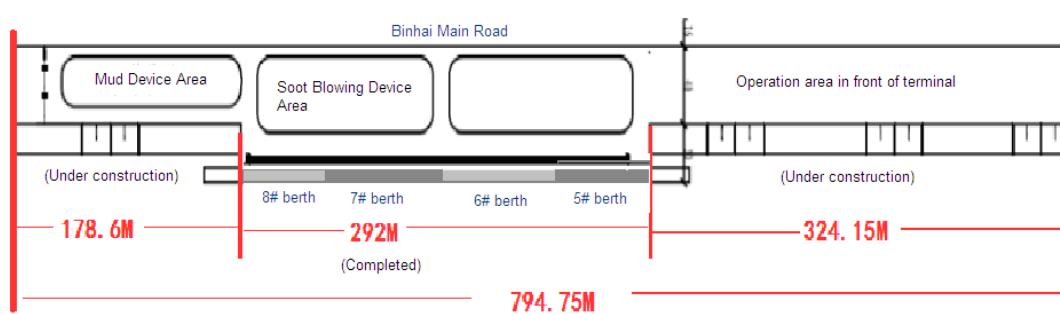 Binhai Main Road
Mud Device Area
Soot Blowing Device
Area
Operation area in front of terminal
(Under construction)
(Under construction)
8# berth
7# berth
6# berth
5# berth
178.6M
292M
324.15M
(Completed)
794.75M